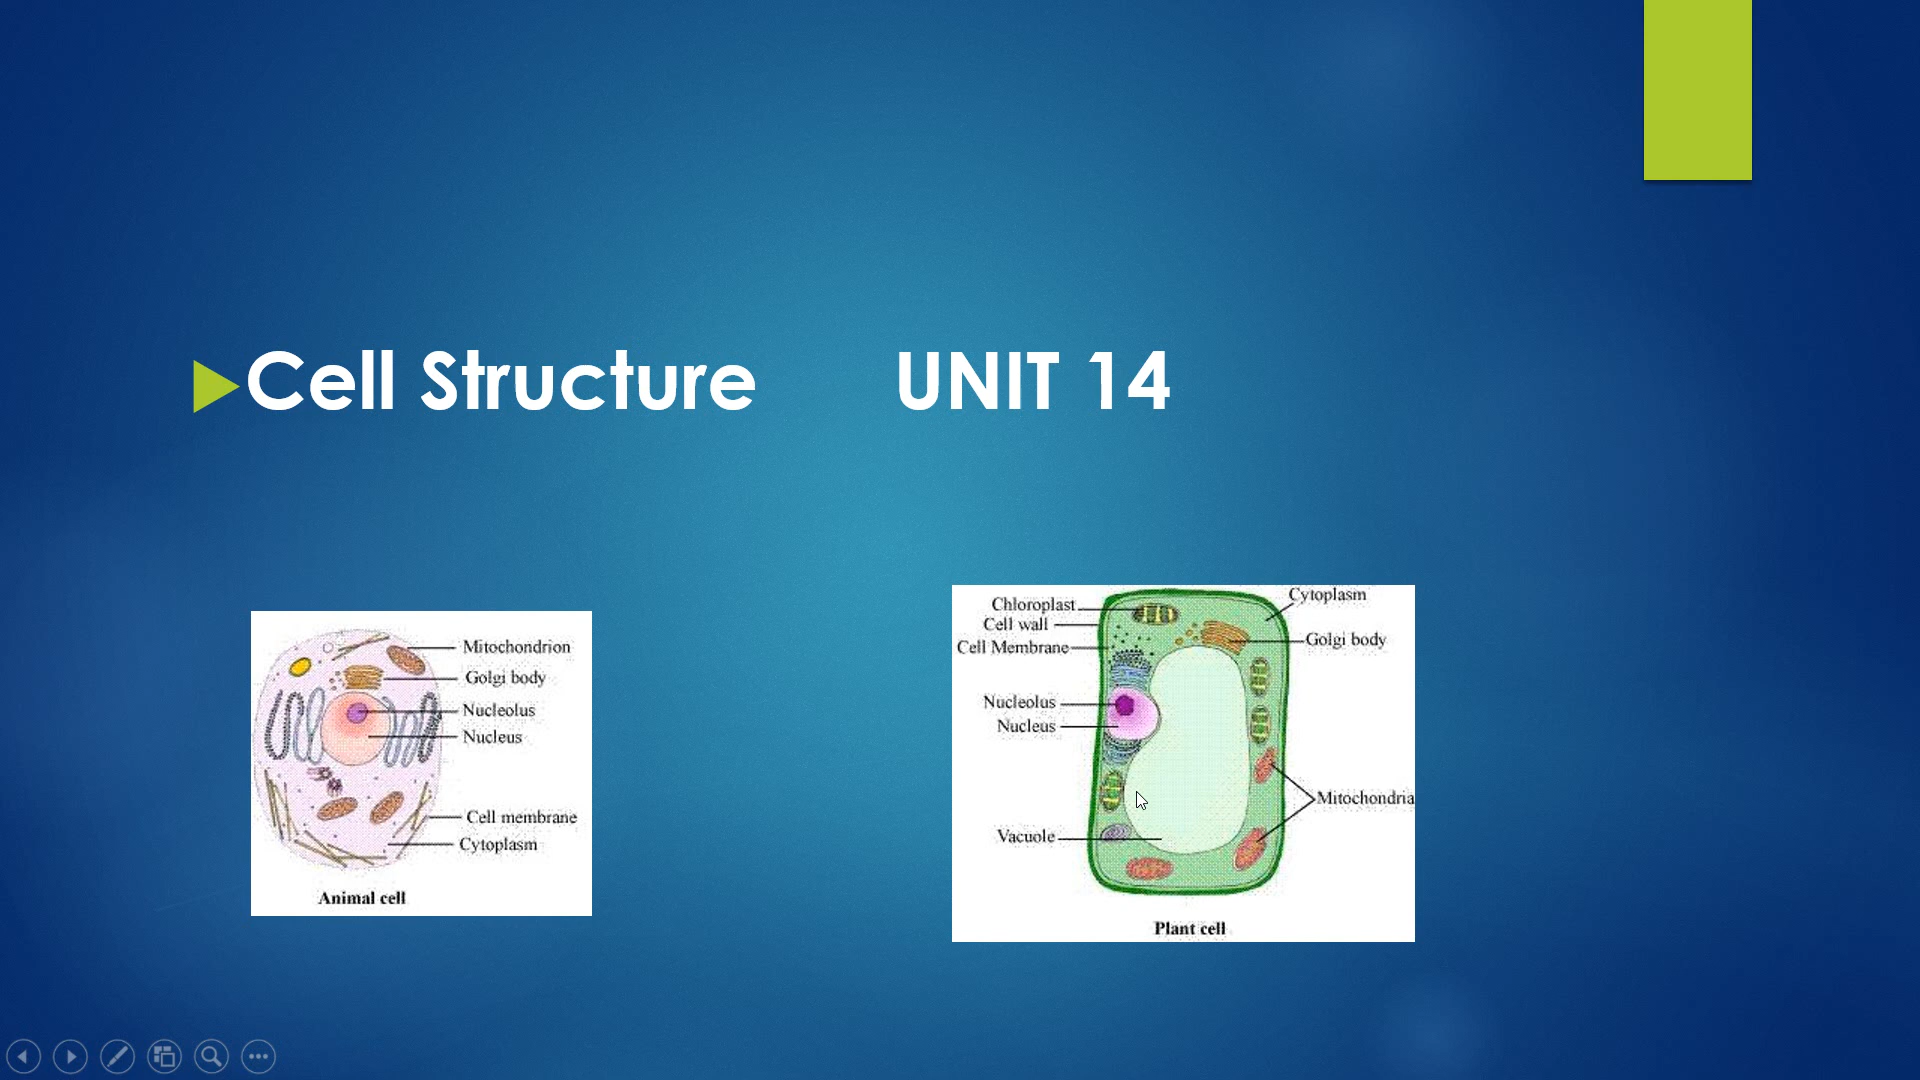 Cell Structure UNIT 14
Mitochondrion
Golgi body
Nucleolus
Nucleus
Cell membrane
Cytoplasm
Animal cell
Chloroplast
Cell wall
Cell Membrane
Nucleolus
Nucleus
Vacuole
Cytoplasm
Golgi body
Mitochondria
Plant cell